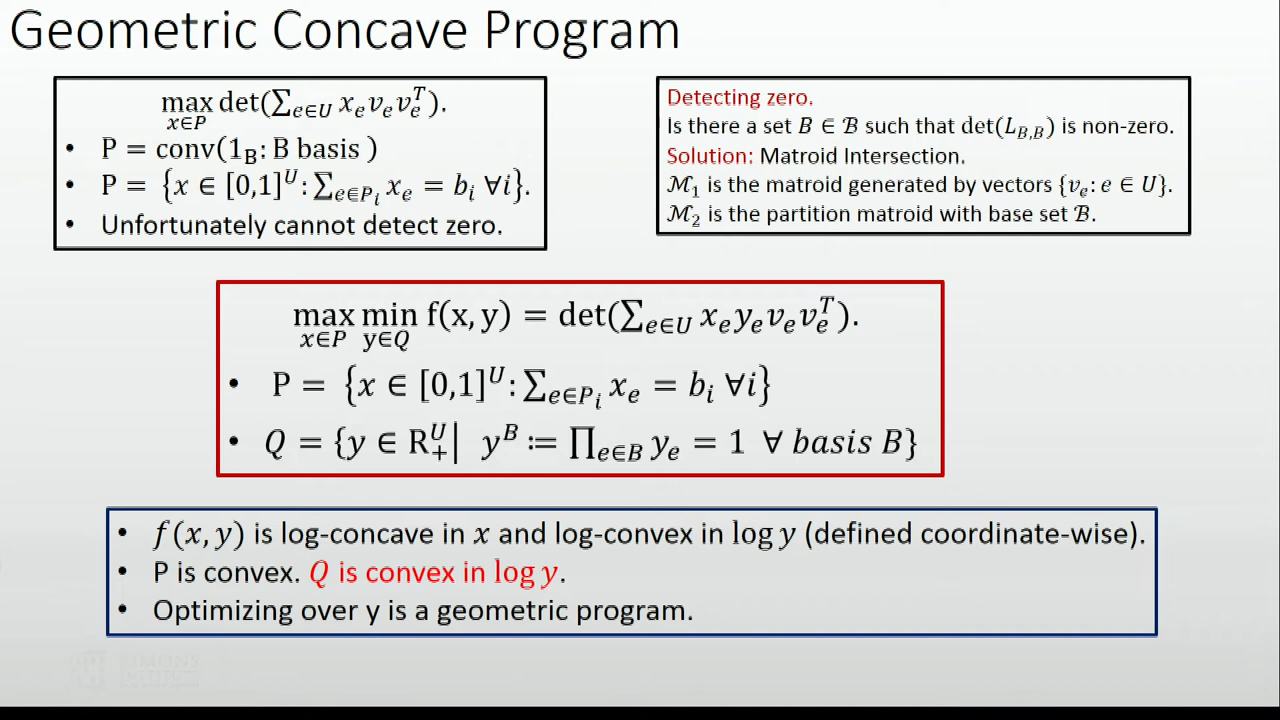 Geometric Concave Program
max_{x∈P} det(∑_{e∈U} x_e v_e v_e^T).
• P = conv(1_B: B basis )
• P = {x ∈ [0,1]^U: ∑_{e∈P_i} x_e = b_i ∀i}.
• Unfortunately cannot detect zero.
Detecting zero.
Is there a set B ∈ ℬ such that det(L_{B,B}) is non-zero.
Solution: Matroid Intersection.
ℳ_1 is the matroid generated by vectors {v_e: e ∈ U}.
ℳ_2 is the partition matroid with base set ℬ.
max_{x∈P} min_{y∈Q} f(x, y) = det(∑_{e∈U} x_e y_e v_e v_e^T).
• P = {x ∈ [0,1]^U: ∑_{e∈P_i} x_e = b_i ∀i}
• Q = {y ∈ R_+^U| y^B ≔ ∏_{e∈B} y_e = 1 ∀ basis B}
• f(x, y) is log-concave in x and log-convex in log y (defined coordinate-wise).
• P is convex. Q is convex in log y.
• Optimizing over y is a geometric program.